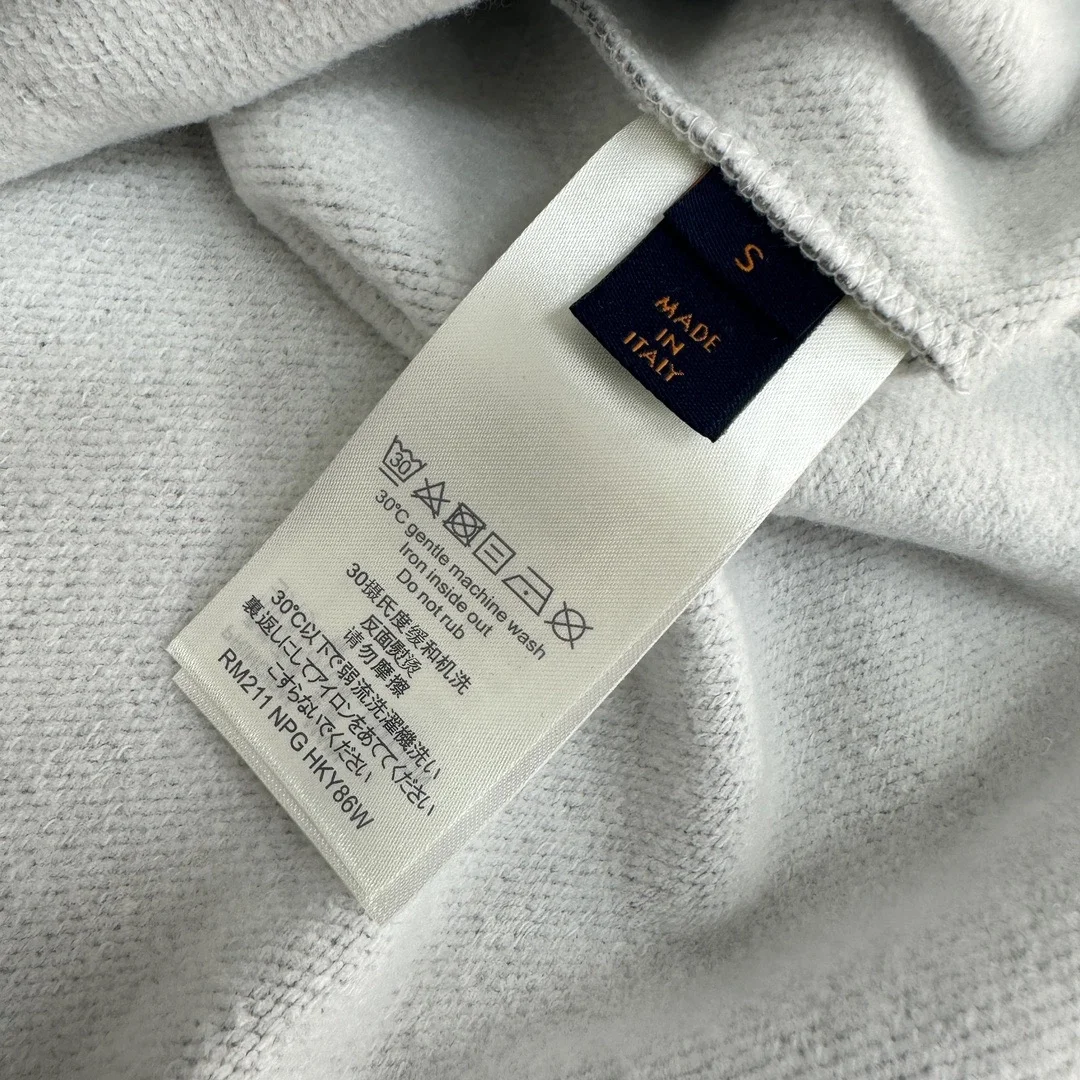 S
MADE
IN
ITALY
30
30°C gentle machine wash
Iron inside out
Do not rub
30摄氏度缓和机洗
反面熨烫
请勿摩擦
30℃以下で弱流洗濯機洗い
裏返しにしてアイロンをあててください
こすらないでください
RM211 NPG HKY86W